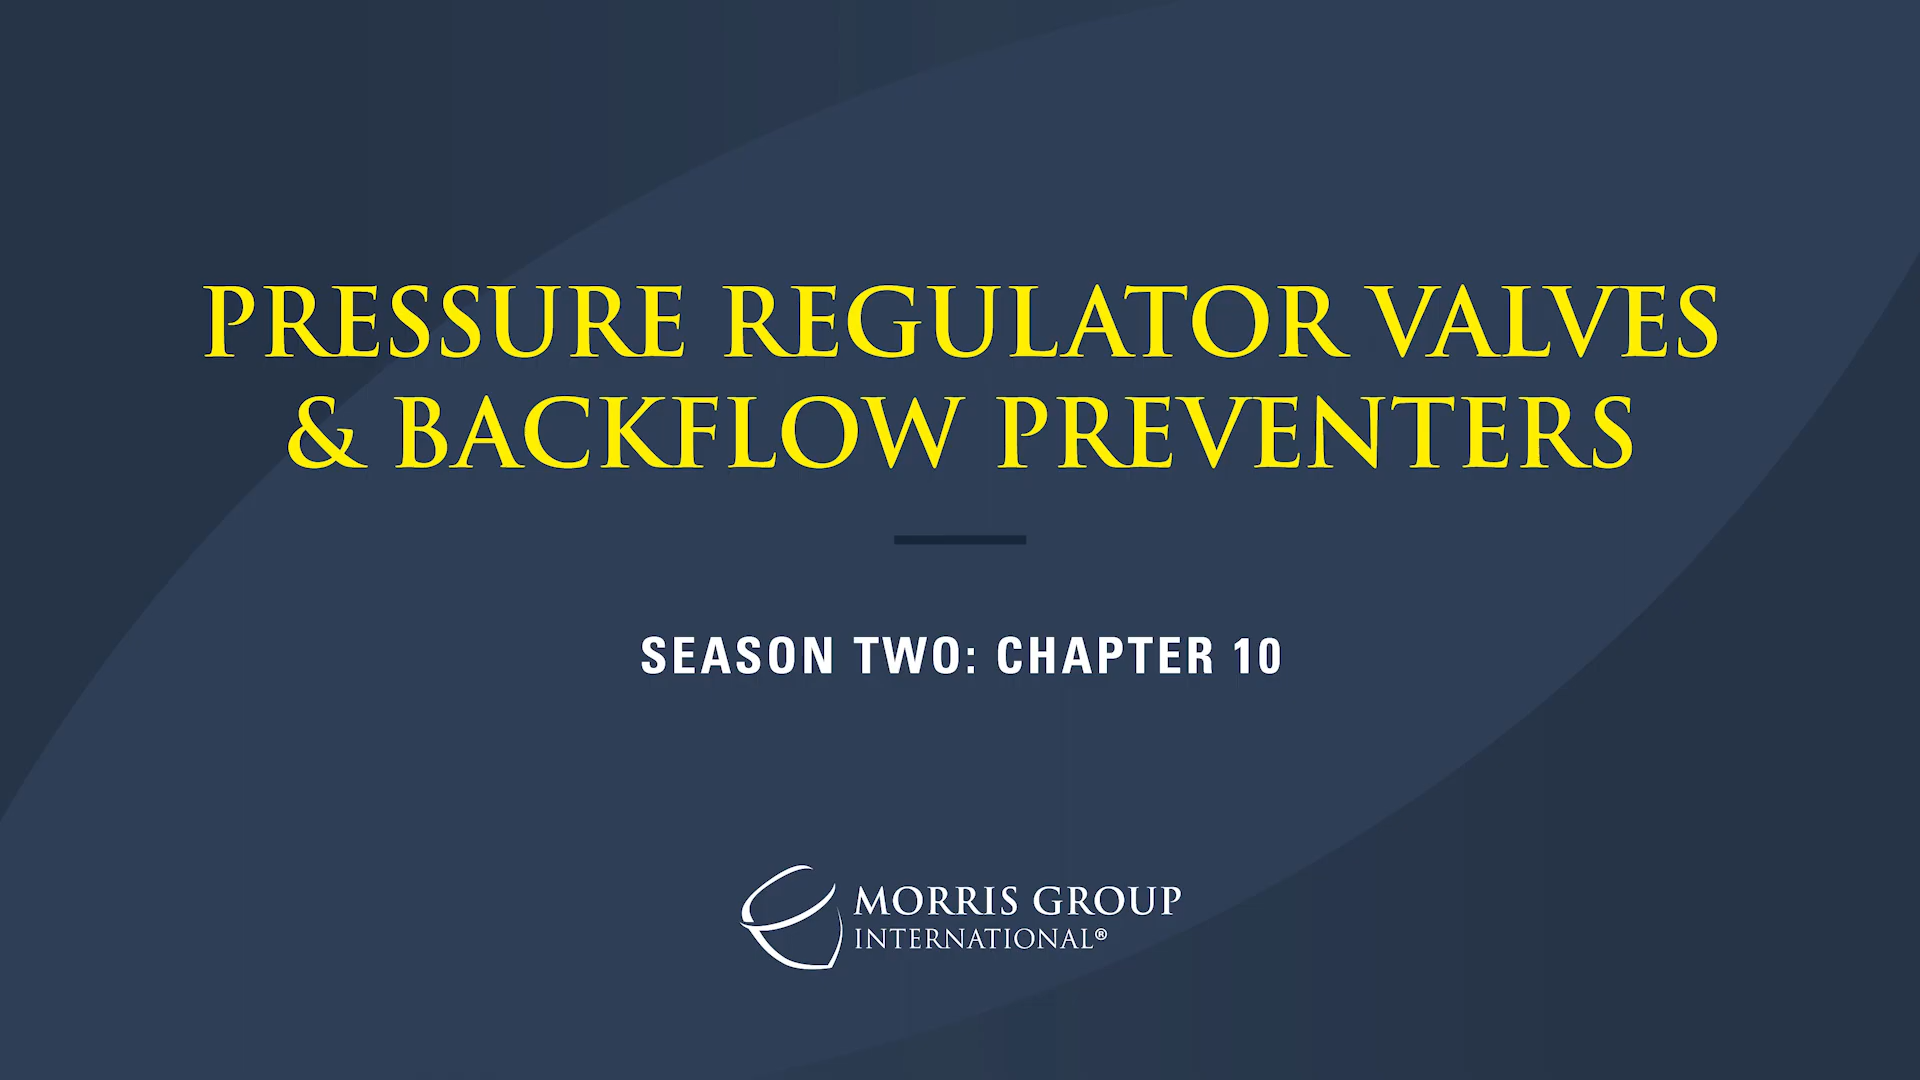 PRESSURE REGULATOR VALVES
& BACKFLOW PREVENTERS
SEASON TWO: CHAPTER 10
MORRIS GROUP
INTERNATIONAL®